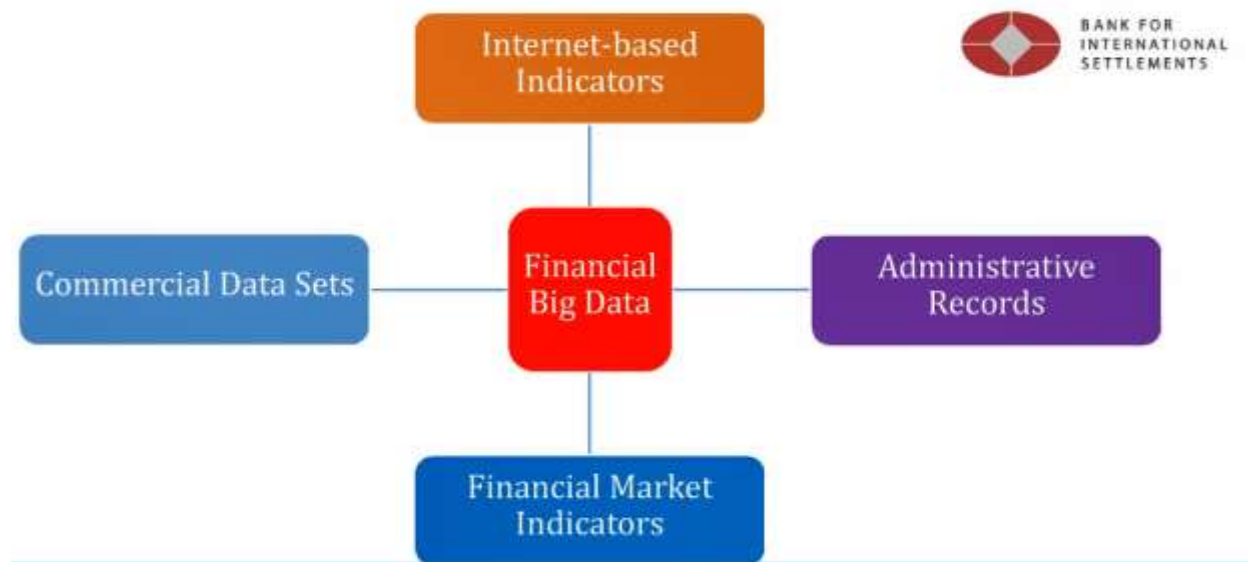 Internet-based
Indicators
BANK FOR
INTERNATIONAL
SETTLEMENTS
Commercial Data Sets
Financial
Big Data
Administrative
Records
Financial Market
Indicators